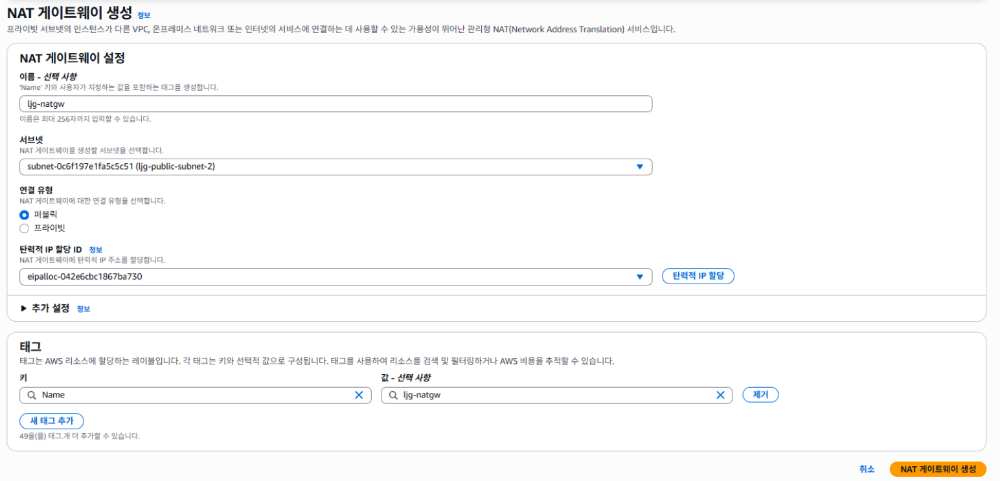 NAT 게이트웨이 생성 정보
프라이빗 서브넷의 인스턴스가 다른 VPC, 온프레미스 네트워크 또는 인터넷의 서비스에 연결하는 데 사용할 수 있는 가용성이 뛰어난 관리형 NAT(Network Address Translation) 서비스입니다.
NAT 게이트웨이 설정
이름 – 선택 사항
'Name' 키와 사용자가 지정하는 값을 포함하는 태그를 생성합니다.
ljg-natgw
이름은 최대 256자까지 입력할 수 있습니다.
서브넷
NAT 게이트웨이를 생성할 서브넷을 선택합니다.
subnet-0c6f197e1fa5c5c51 (ljg-public-subnet-2)
연결 유형
NAT 게이트웨이에 대한 연결 유형을 선택합니다.
퍼블릭
프라이빗
탄력적 IP 할당 ID 정보
NAT 게이트웨이에 탄력적 IP 주소를 할당합니다.
eipalloc-042e6cbc1867ba730 탄력적 IP 할당
추가 설정 정보
태그
태그는 AWS 리소스에 할당하는 레이블입니다. 각 태그는 키와 선택적 값으로 구성됩니다. 태그를 사용하여 리소스를 검색 및 필터링하거나 AWS 비용을 추적할 수 있습니다.
키 값 – 선택 사항
Name ljg-natgw 제거
새 태그 추가
49을(를) 태그.개 더 추가할 수 있습니다.
취소 NAT 게이트웨이 생성